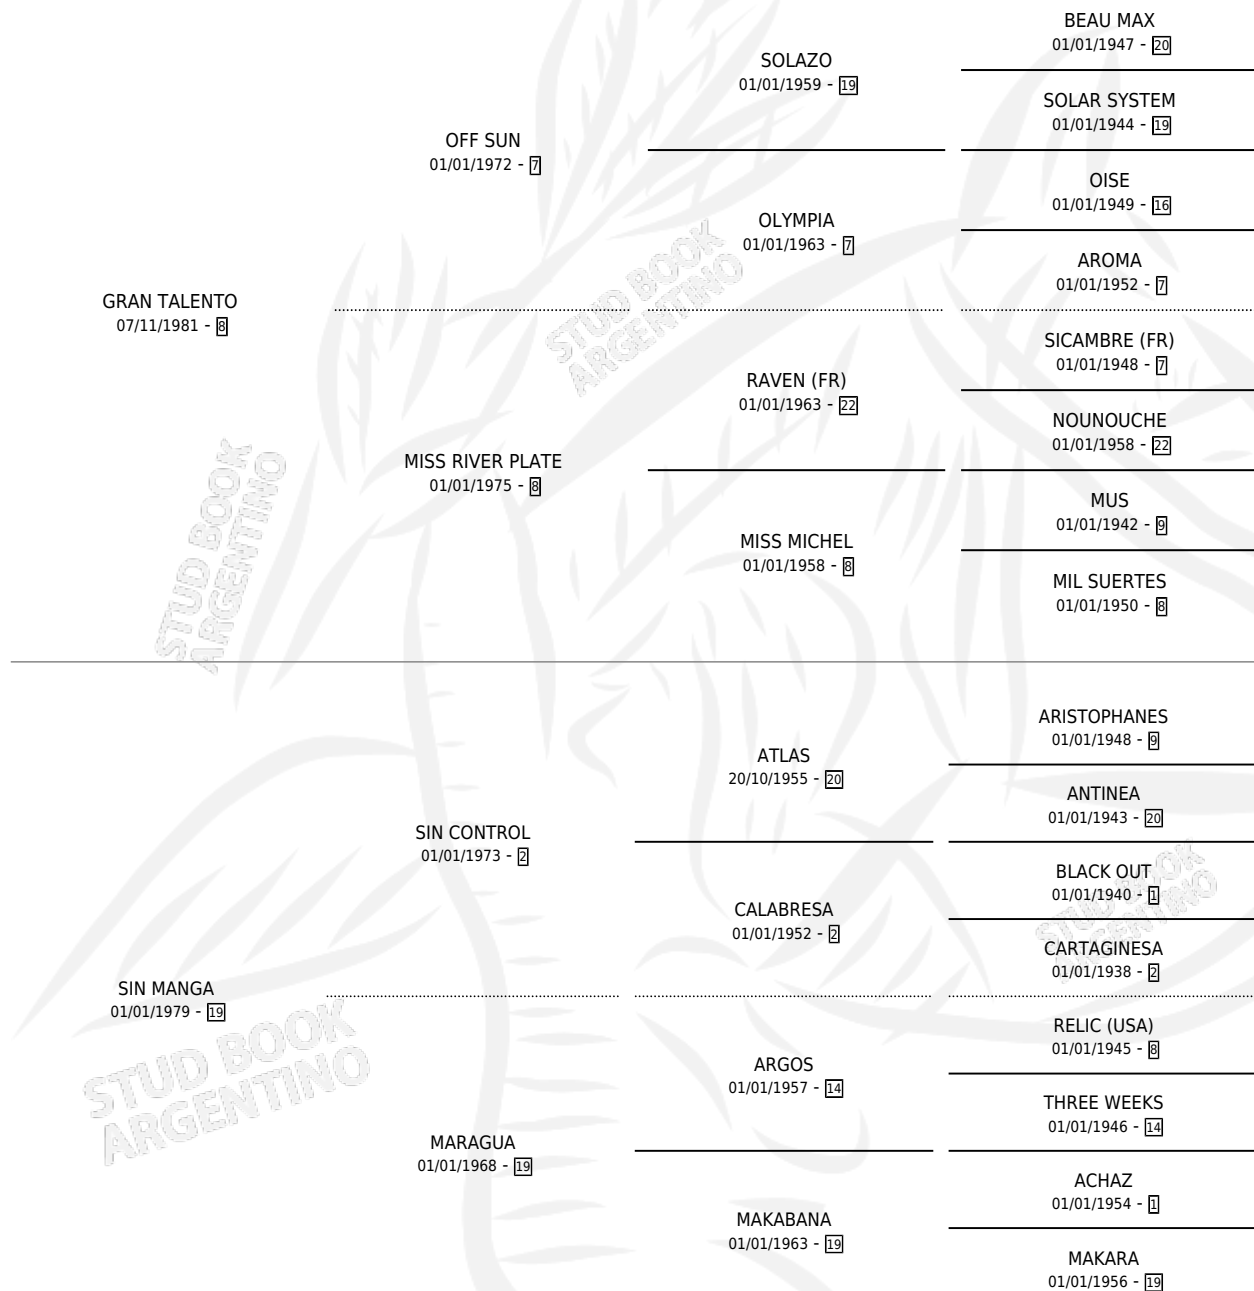 BEAU MAX
01/01/1947 - 20
SOLAZO
01/01/1959 - 19
SOLAR SYSTEM
01/01/1944 - 19
OFF SUN
01/01/1972 - 7
OISE
01/01/1949 - 16
OLYMPIA
01/01/1963 - 7
AROMA
01/01/1952 - 7
GRAN TALENTO
07/11/1981 - 8
SICAMBRE (FR)
01/01/1948 - 7
RAVEN (FR)
01/01/1963 - 22
NOUNOUCHE
01/01/1958 - 22
MISS RIVER PLATE
01/01/1975 - 8
MUS
01/01/1942 - 9
MISS MICHEL
01/01/1958 - 8
MIL SUERTES
01/01/1950 - 8
ARISTOPHANES
01/01/1948 - 9
ATLAS
20/10/1955 - 20
ANTINEA
01/01/1943 - 20
SIN CONTROL
01/01/1973 - 2
BLACK OUT
01/01/1940 - 1
CALABRESA
01/01/1952 - 2
CARTAGINESA
01/01/1938 - 2
SIN MANGA
01/01/1979 - 19
RELIC (USA)
01/01/1945 - 8
ARGOS
01/01/1957 - 14
THREE WEEKS
01/01/1946 - 14
MARAGUA
01/01/1968 - 19
ACHAZ
01/01/1954 - 1
MAKABANA
01/01/1963 - 19
MAKARA
01/01/1956 - 19
STUD BOOK
ARGENTINO
STUD BOOK
ARGENTINO
STUD BOOK
ARGENTINO
STUD BOOK
ARGENTINO